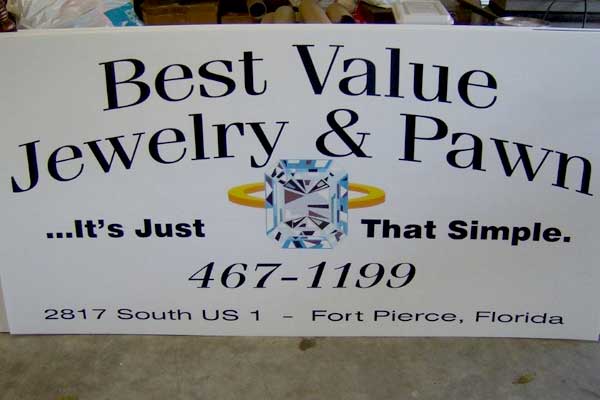 Best Value
Jewelry & Pawn
...It's Just That Simple.
467-1199
2817 South US 1 - Fort Pierce, Florida